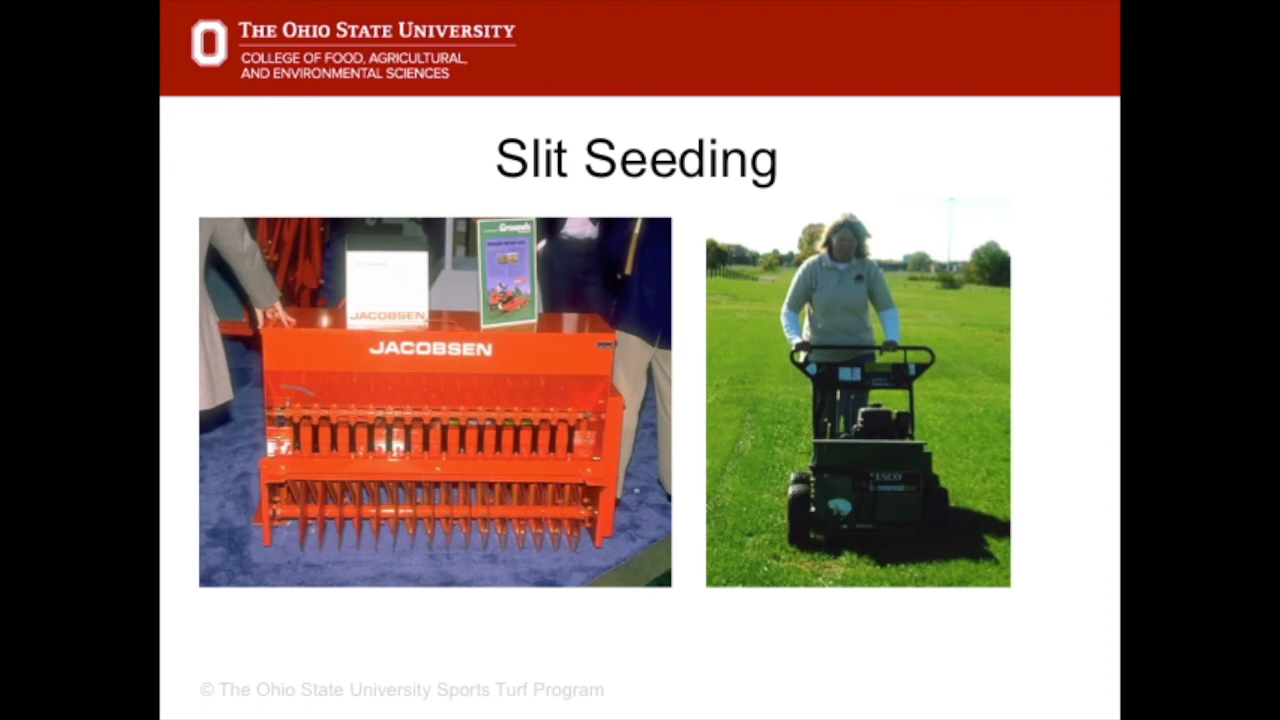 THE OHIO STATE UNIVERSITY
COLLEGE OF FOOD, AGRICULTURAL,
AND ENVIRONMENTAL SCIENCES
Slit Seeding
Grounds
JACOBSEN
JACOBSEN
© The Ohio State University Sports Turf Program